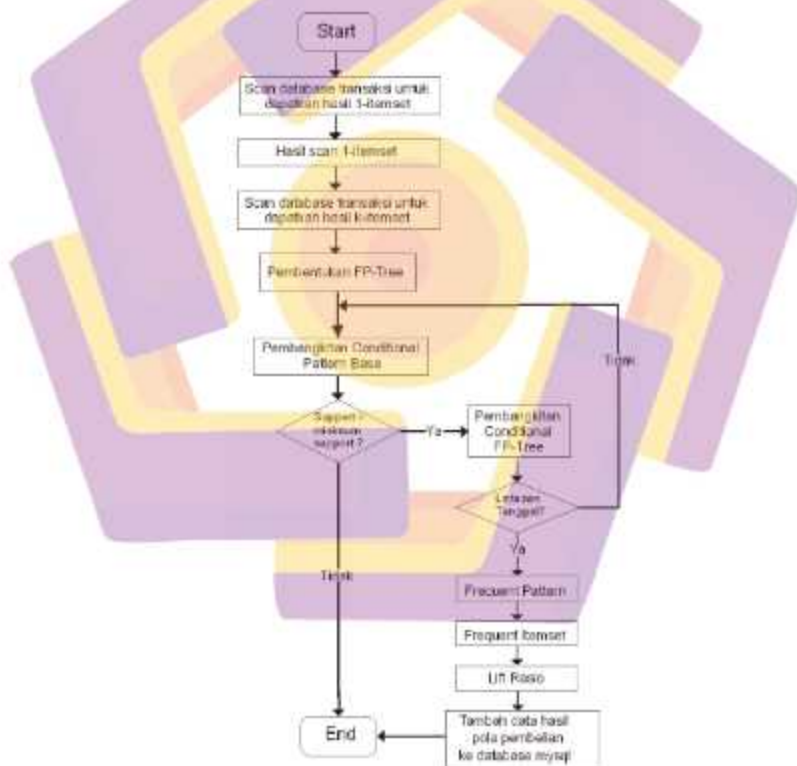 Start
Scan database transaksi untuk
dapatkan hasil 1-itemset
Hasil scan 1-itemset
Scan database transaksi untuk
dapatkan hasil k-itemset
Pembentukan FP-Tree
Pembangkitan Conditional
Pattern Base
Tidak
Support
minimum
support ?
Ya
Pembangkitan
Conditional
FP-Tree
Lintasan
Tunggal?
Ya
Tidak
Frequent Pattern
Frequent Itemset
Lift Rasio
Tambah data hasil
pola pembelian
ke database mysql
End